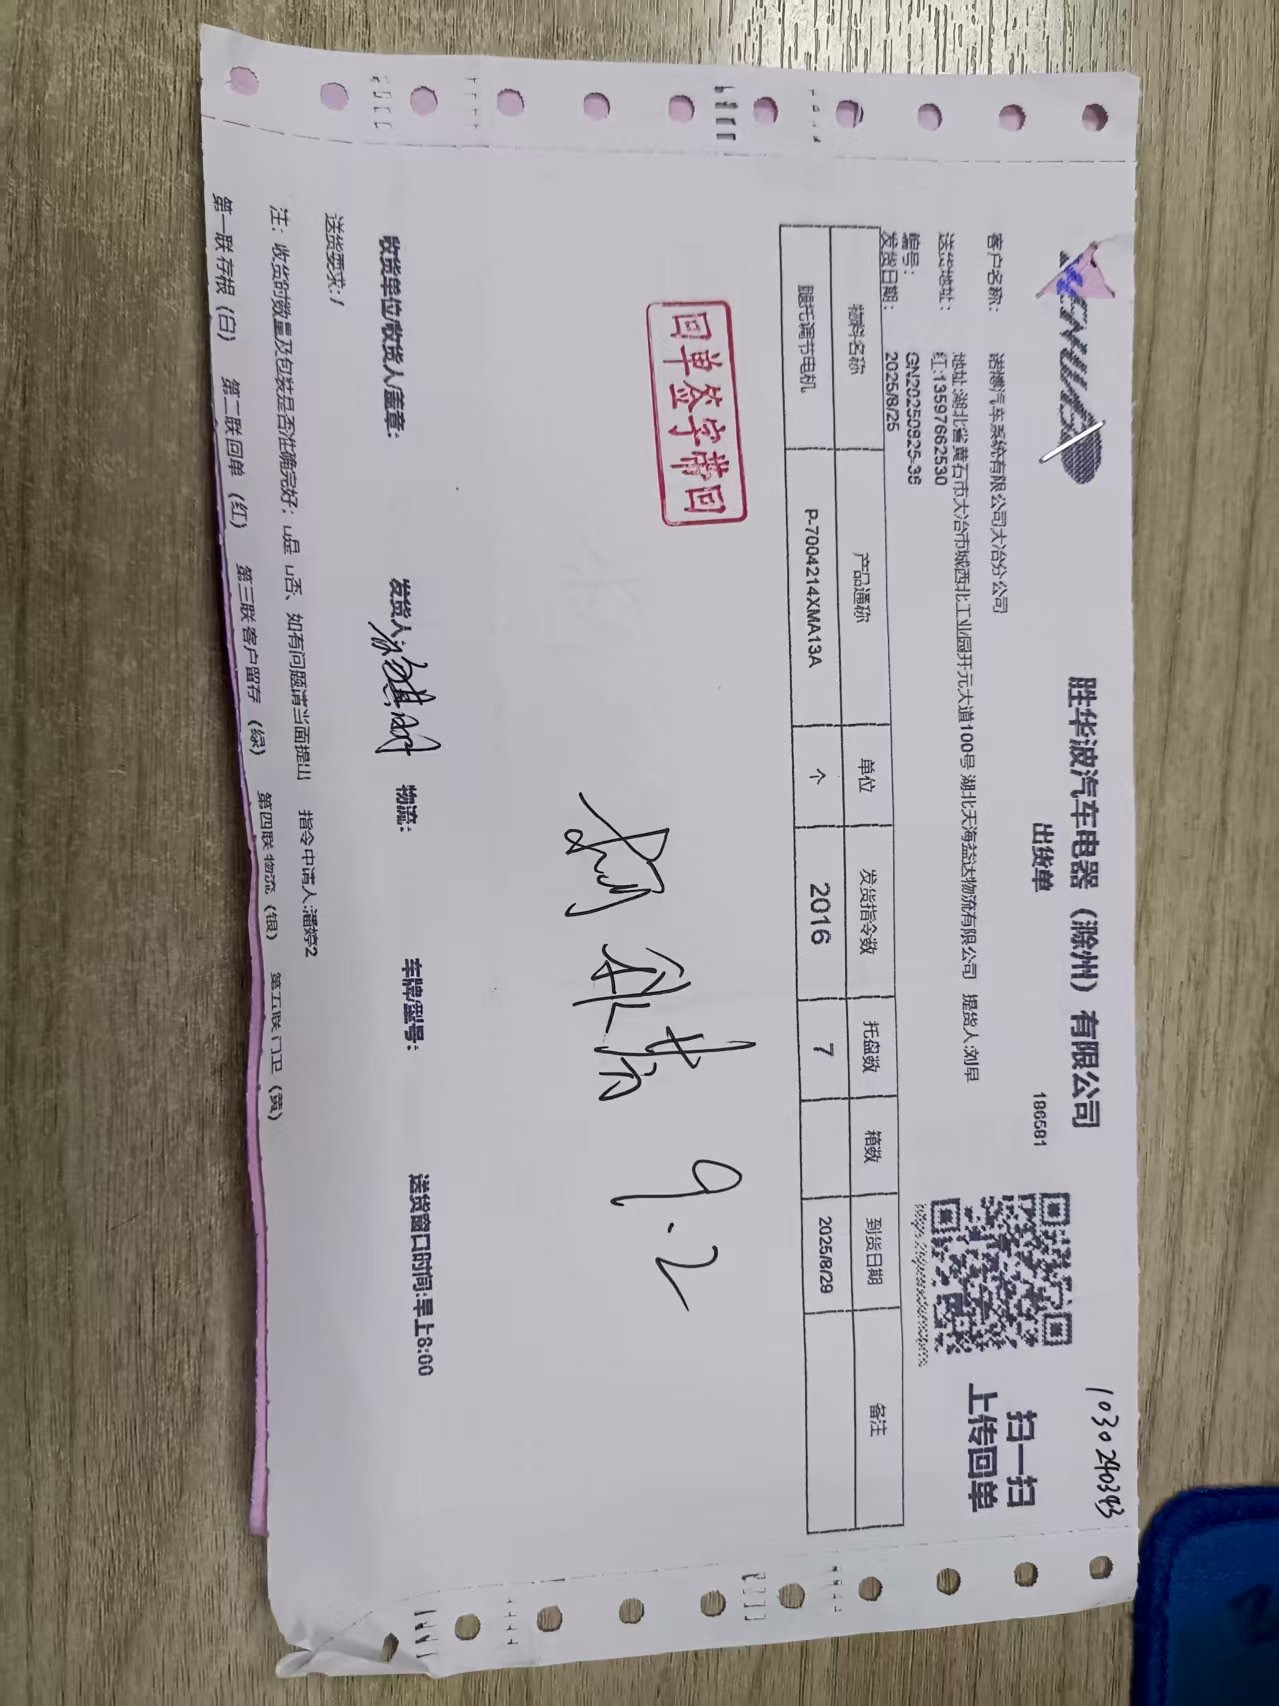 胜华波汽车电器（滁州）有限公司
出货单
186581
1030240343
扫一扫
上传回单
客户名称： 诺博汽车系统有限公司大冶分公司
送货地址： 地址:湖北省黄石市大冶市城西北工业园开元大道100号 湖北天海益达物流有限公司 提货人:刘早
红:13597662530
编号： GN20250825-36
发货日期： 2025/8/25
物料名称 产品通称 单位 发货指令数 托盘数 箱数 到货日期 备注
腿托调节电机 P-7004214XMA13A 个 2016 7 2025/8/29
回单签字带回
9.2
收货单位/收货人/盖章： 发货人： 物流： 车牌/型号： 送货窗口时间:早上8:00
送货要求:/
注： 收货时数量及包装是否准确完好：□是 □否、如有问题请当面提出 指令申请人:潘婷2
第一联 存根（白） 第二联 回单（红） 第三联 客户留存（绿） 第四联 物流（银） 第五联 门卫（黄）